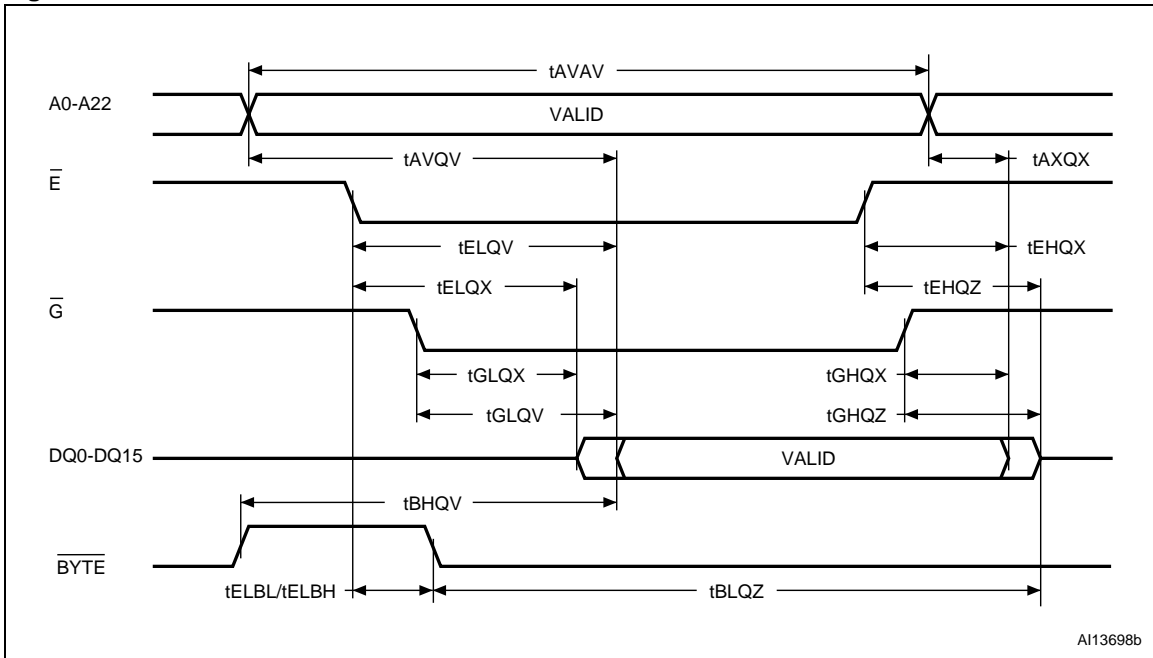 tAVAV
A0-A22
VALID
tAVQV
tAXQX
E
tELQV
tEHQX
tELQX
tEHQZ
G
tGLQX
tGHQX
tGLQV
tGHQZ
DQ0-DQ15
VALID
tBHQV
BYTE
tELBL/tELBH
tBLQZ
AI13698b